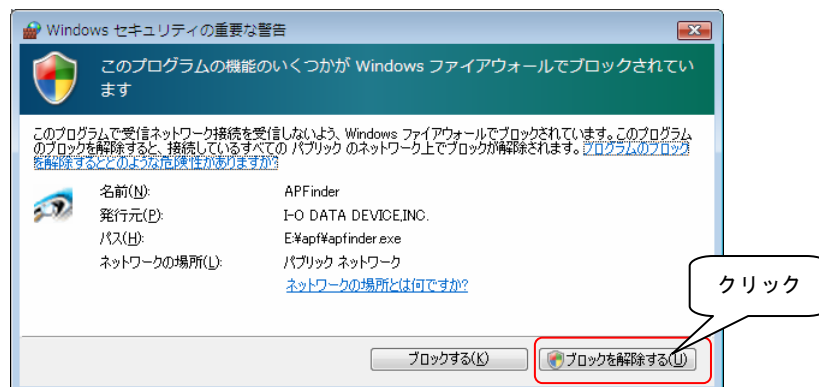 Windows セキュリティの重要な警告
このプログラムの機能のいくつかが Windows ファイアウォールでブロックされてい
ます
このプログラムで受信ネットワーク接続を受信しないよう、Windows ファイアウォールでブロックされています。このプログラム
のブロックを解除すると、接続しているすべての パブリック のネットワーク上でブロックが解除されます。プログラムのブロック
を解除するとどのような危険性がありますか?
名前(N): APFinder
発行元(P): I-O DATA DEVICE,INC.
パス(H): E:¥apf¥apfinder.exe
ネットワークの場所(L): パブリック ネットワーク
ネットワークの場所とは何ですか?
クリック
ブロックする(K) ブロックを解除する(U)